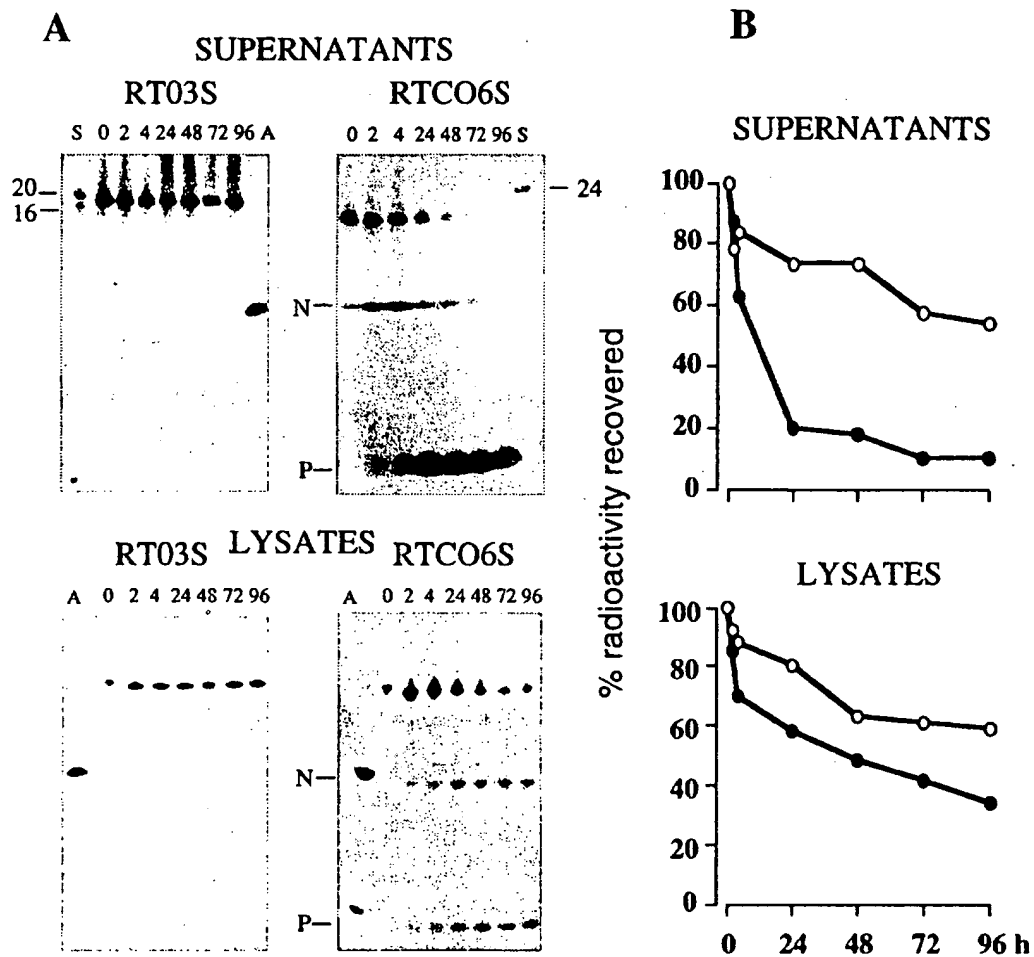 A
SUPERNATANTS
RT03S
S 0 2 4 24 48 72 96 A
20
16
RTCO6S
0 2 4 24 48 72 96 S
24
N
P
LYSATES
RT03S
A 0 2 4 24 48 72 96
RTCO6S
A 0 2 4 24 48 72 96
N
P
B
% radioactivity recovered
SUPERNATANTS
100
80
60
40
20
0
LYSATES
100
80
60
40
20
0
0 24 48 72 96 h